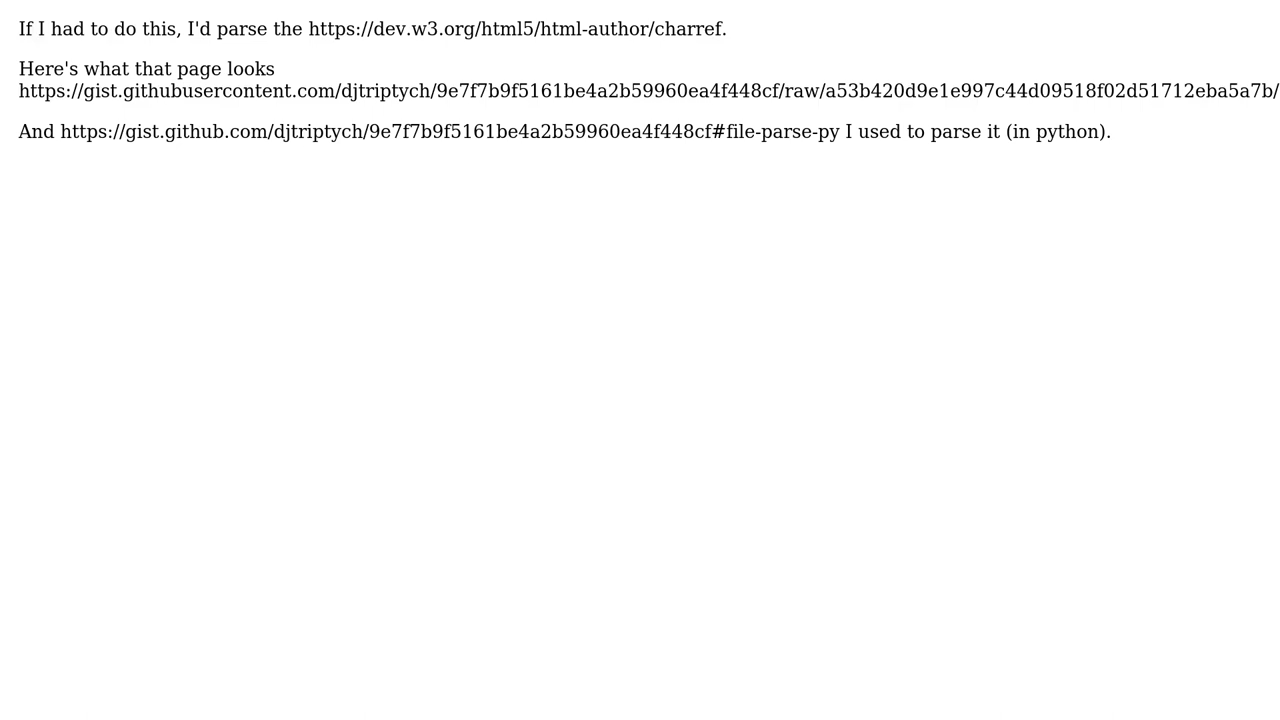 If I had to do this, I'd parse the https://dev.w3.org/html5/html-author/charref.
Here's what that page looks
https://gist.githubusercontent.com/djtriptych/9e7f7b9f5161be4a2b59960ea4f448cf/raw/a53b420d9e1e997c44d09518f02d51712eba5a7b/
And https://gist.github.com/djtriptych/9e7f7b9f5161be4a2b59960ea4f448cf#file-parse-py I used to parse it (in python).